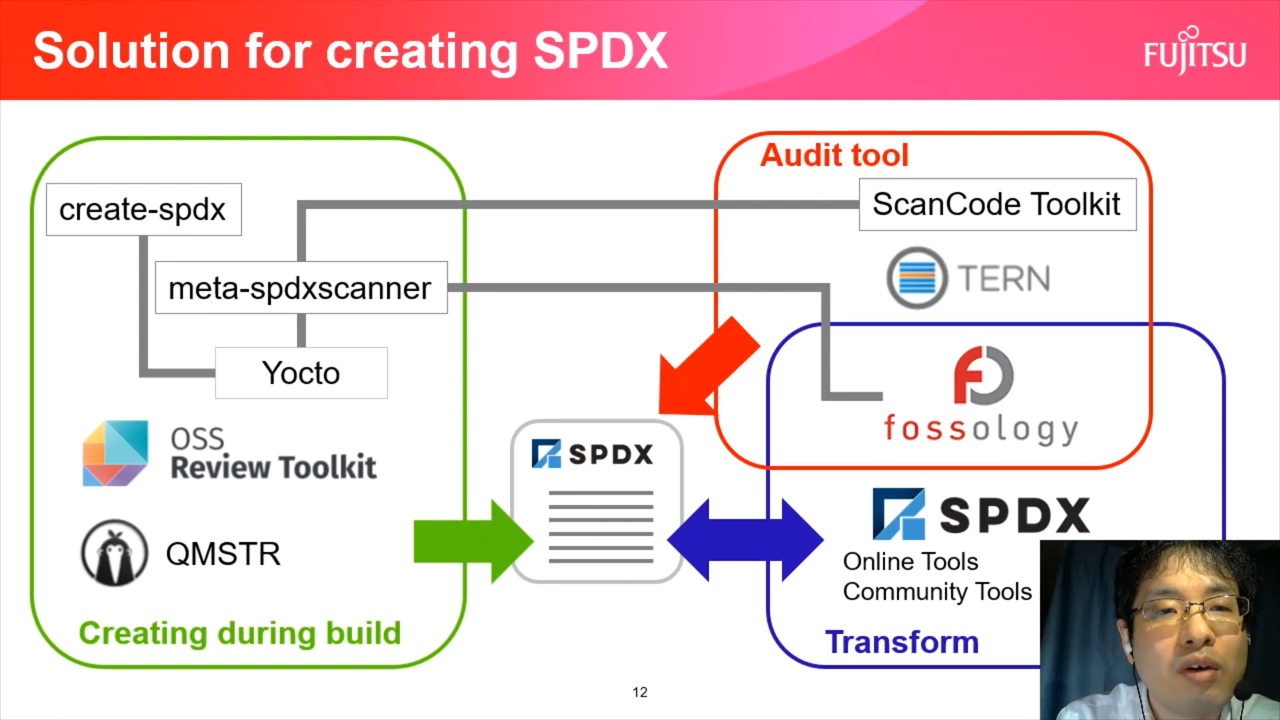 Solution for creating SPDX
FUJITSU
create-spdx
meta-spdxscanner
Yocto
OSS
Review Toolkit
QMSTR
Creating during build
SPDX
Audit tool
ScanCode Toolkit
TERN
fossology
SPDX
Online Tools
Community Tools
Transform
12